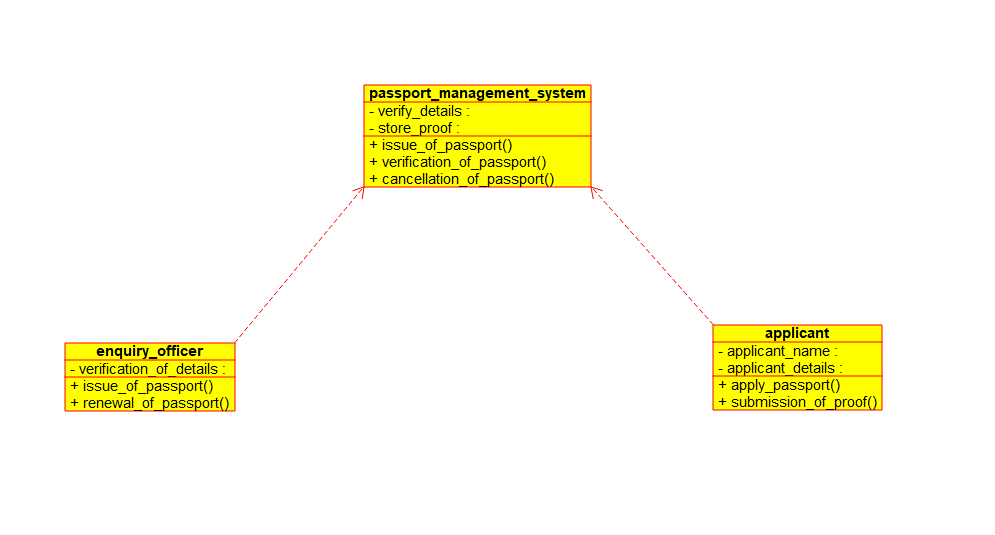 passport_management_system
- verify_details :
- store_proof :
+ issue_of_passport()
+ verification_of_passport()
+ cancellation_of_passport()
enquiry_officer
- verification_of_details :
+ issue_of_passport()
+ renewal_of_passport()
applicant
- applicant_name :
- applicant_details :
+ apply_passport()
+ submission_of_proof()